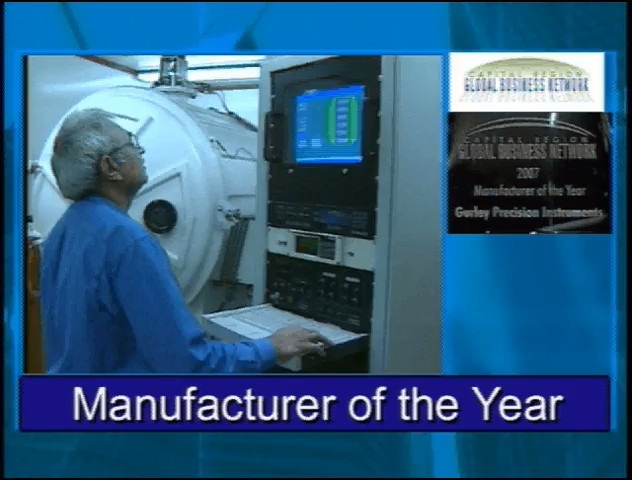 CAPITAL REGION
GLOBAL BUSINESS NETWORK
CAPITAL REGION
GLOBAL BUSINESS NETWORK
2007
Manufacturer of the Year
Gurley Precision Instruments
Manufacturer of the Year